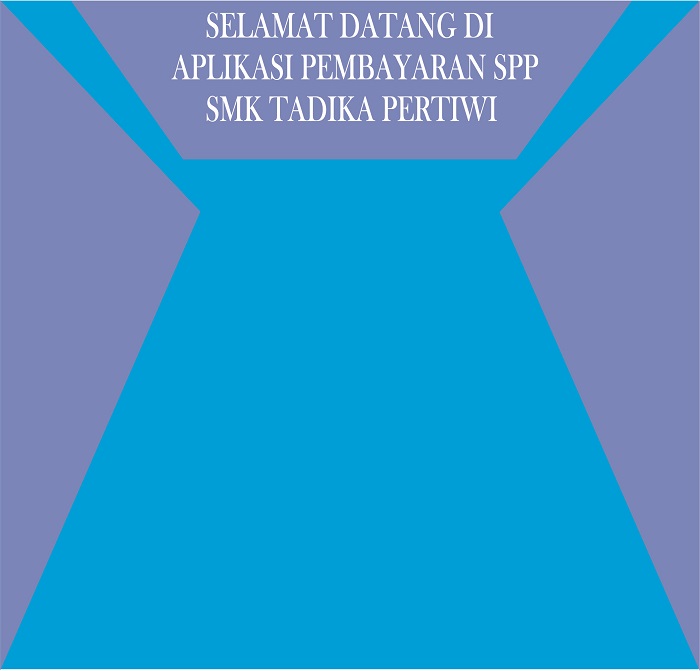 SELAMAT DATANG DI
APLIKASI PEMBAYARAN SPP
SMK TADIKA PERTIWI